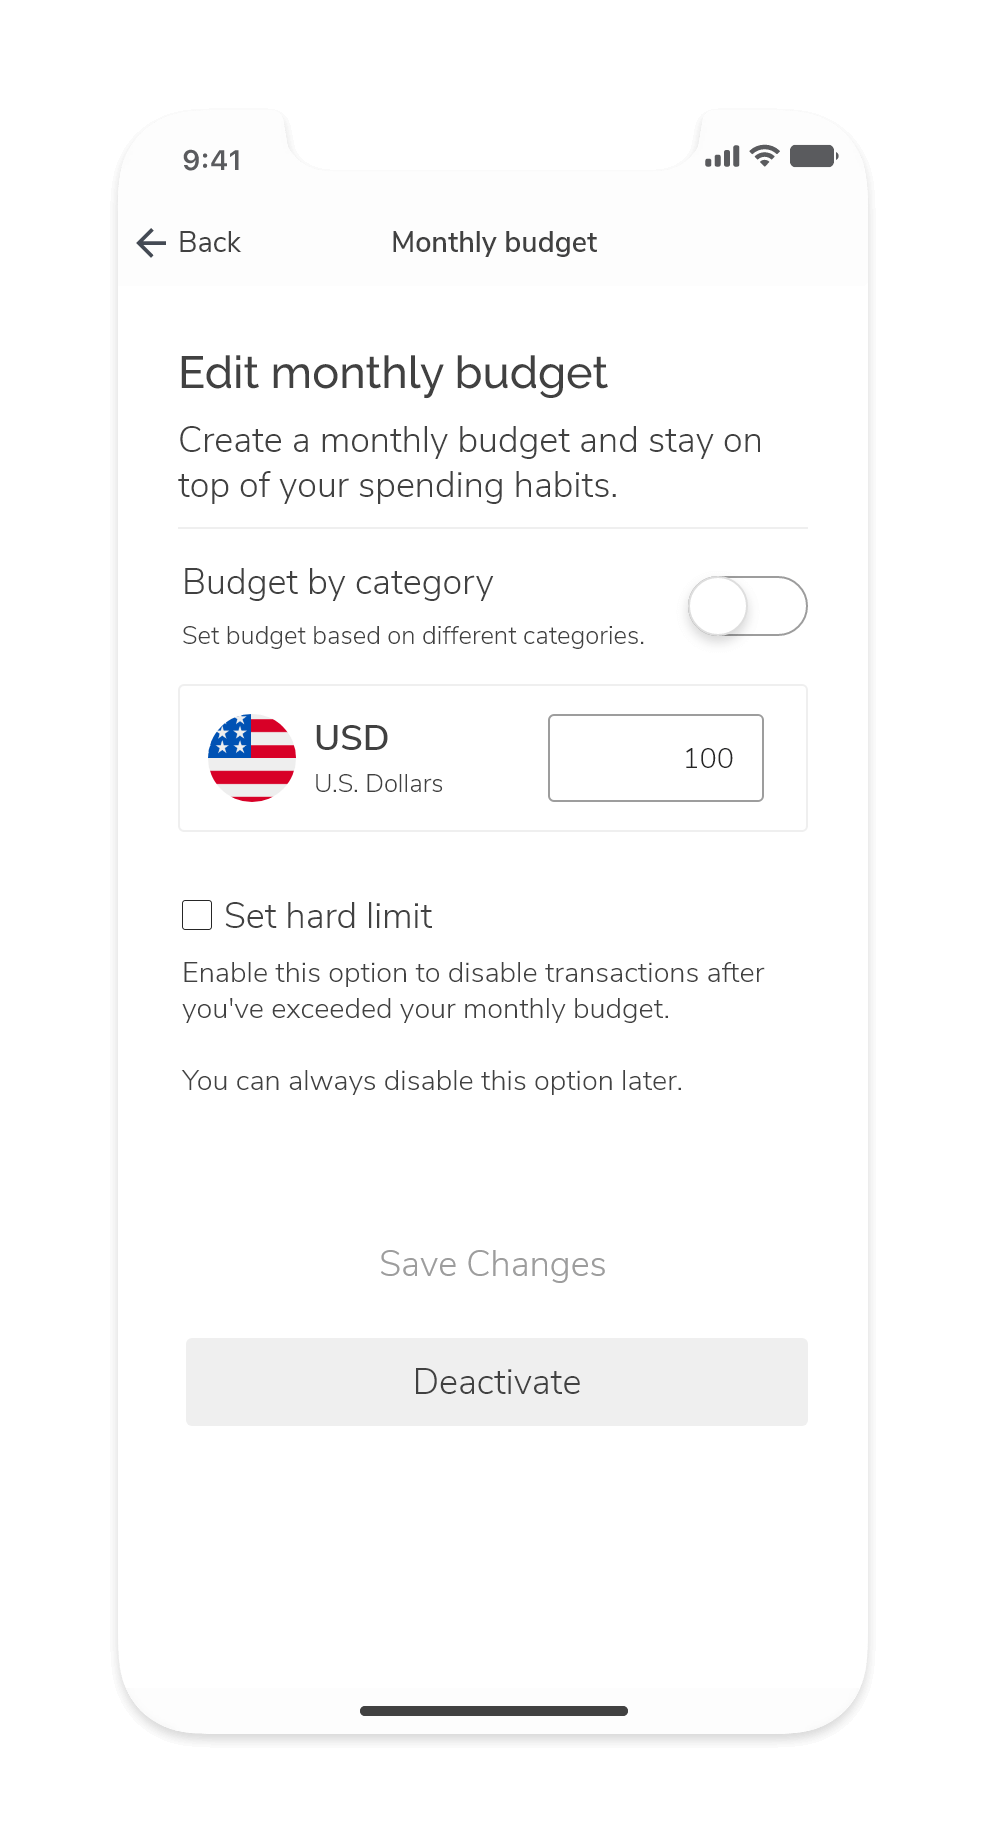 9:41
Back
Monthly budget
Edit monthly budget
Create a monthly budget and stay on
top of your spending habits.
Budget by category
Set budget based on different categories.
USD
U.S. Dollars
100
Set hard limit
Enable this option to disable transactions after
you've exceeded your monthly budget.
You can always disable this option later.
Save Changes
Deactivate